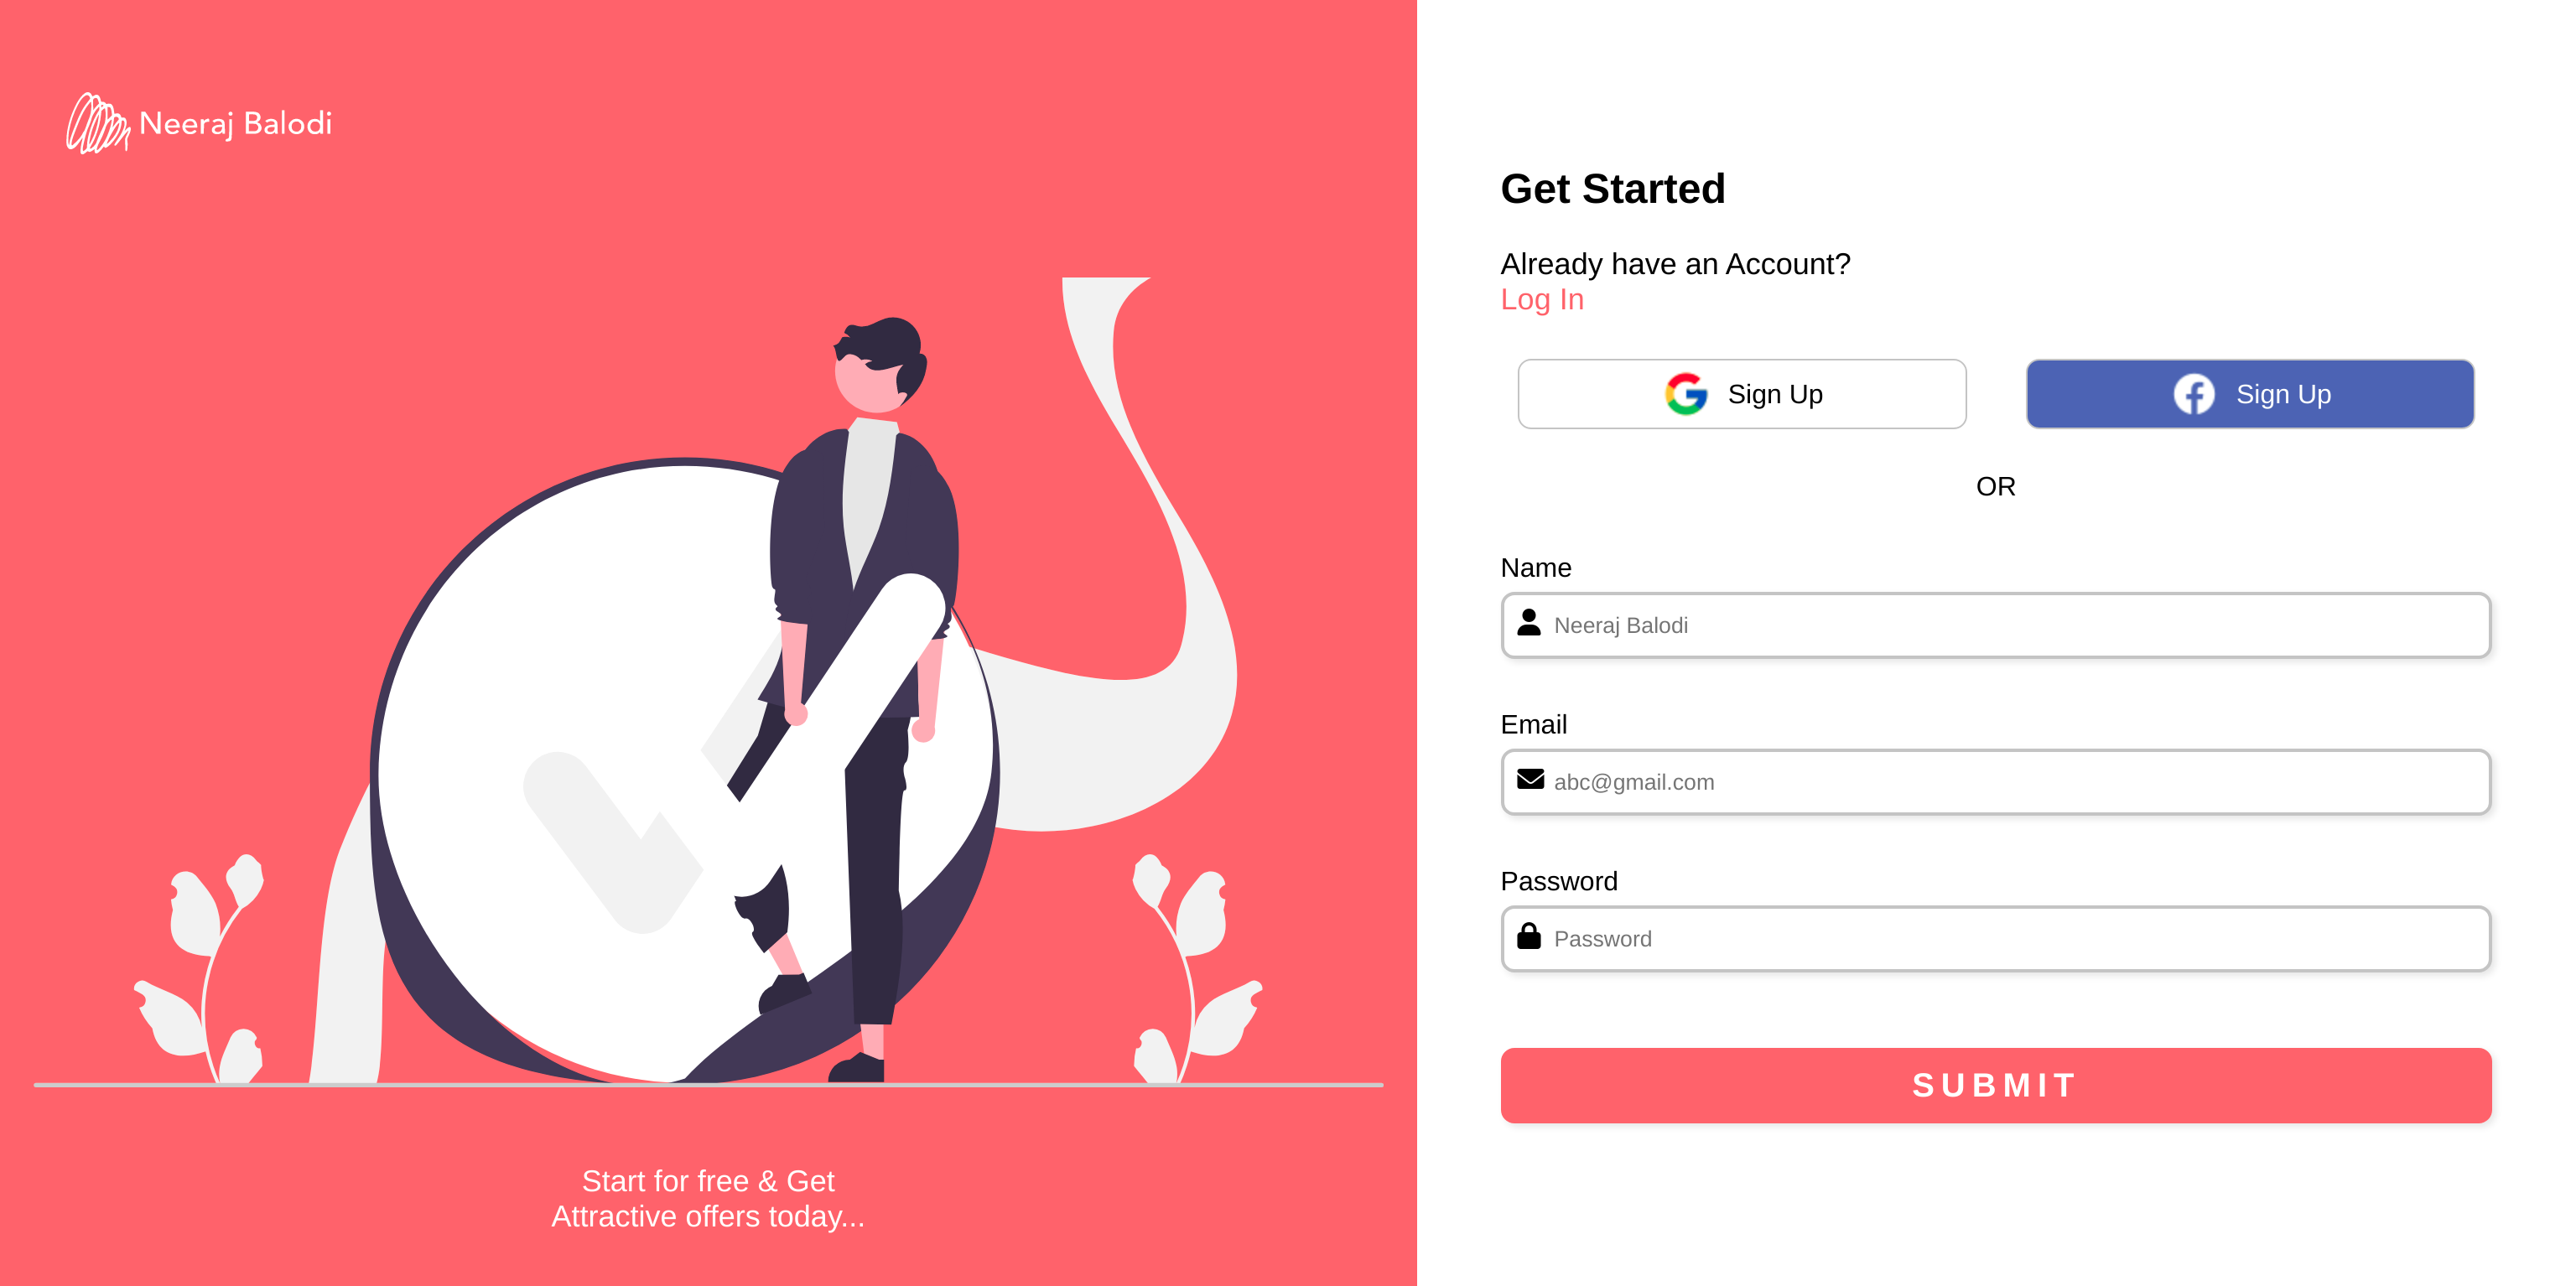 Neeraj Balodi
Start for free & Get
Attractive offers today...
Get Started
Already have an Account?
Log In
Sign Up
Sign Up
OR
Name
Neeraj Balodi
Email
abc@gmail.com
Password
Password
SUBMIT